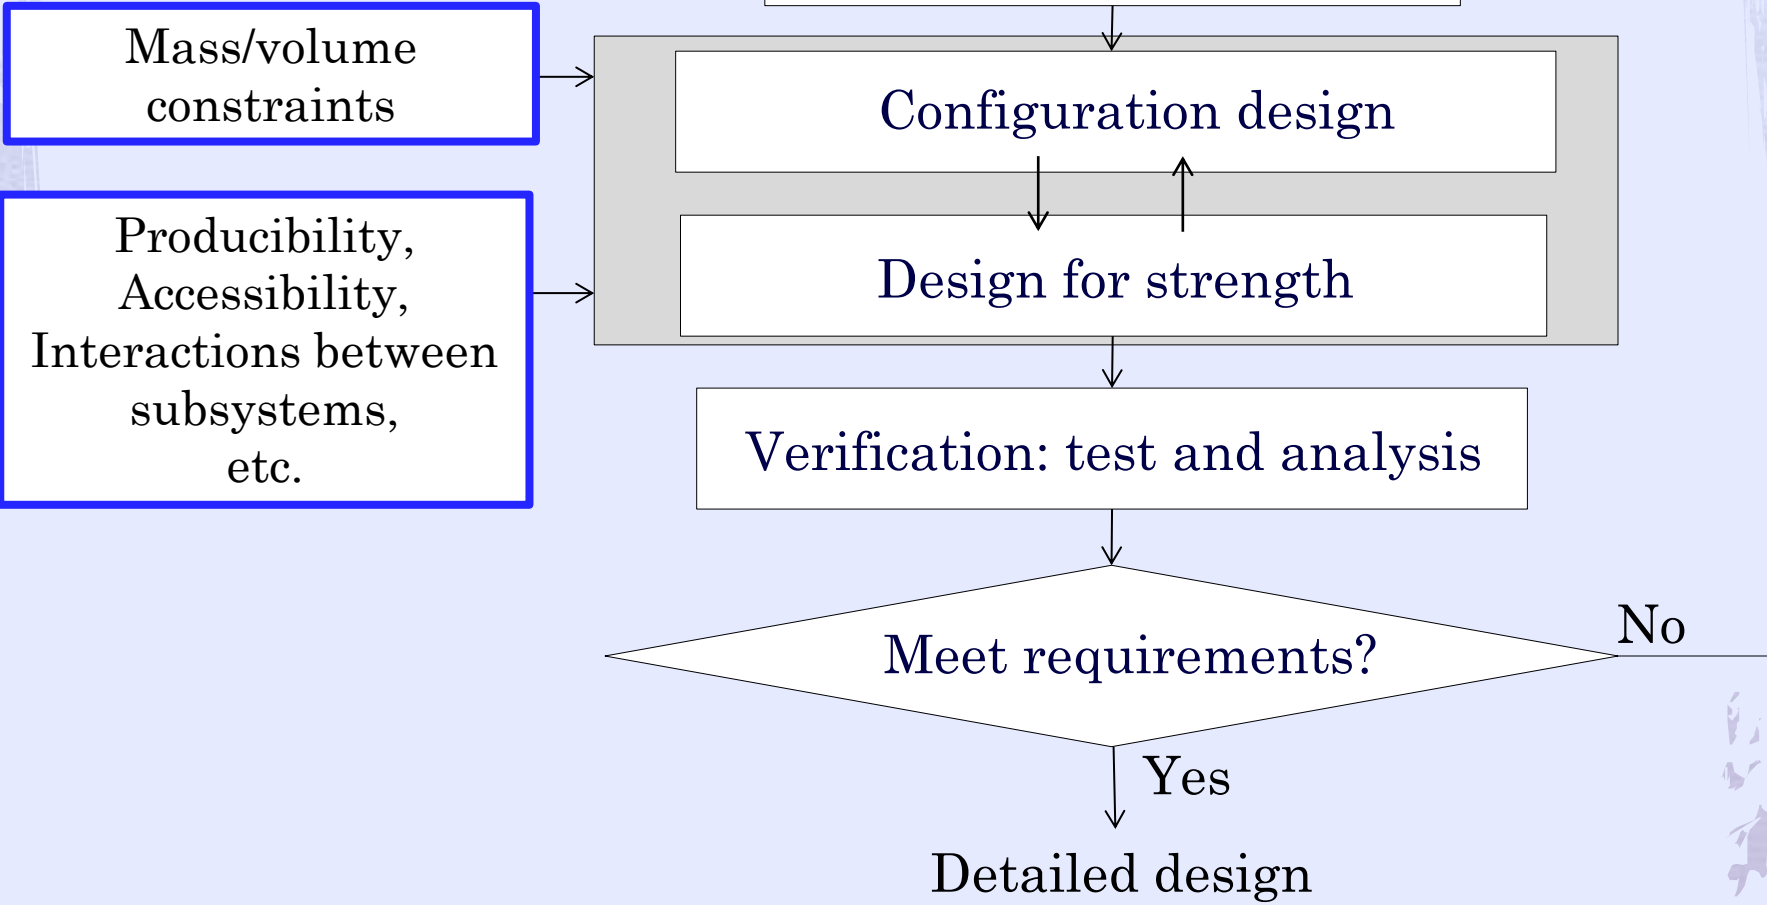 Mass/volume
constraints
Configuration design
Producibility,
Accessibility,
Interactions between
subsystems,
etc.
Design for strength
Verification: test and analysis
Meet requirements?
No
Yes
Detailed design